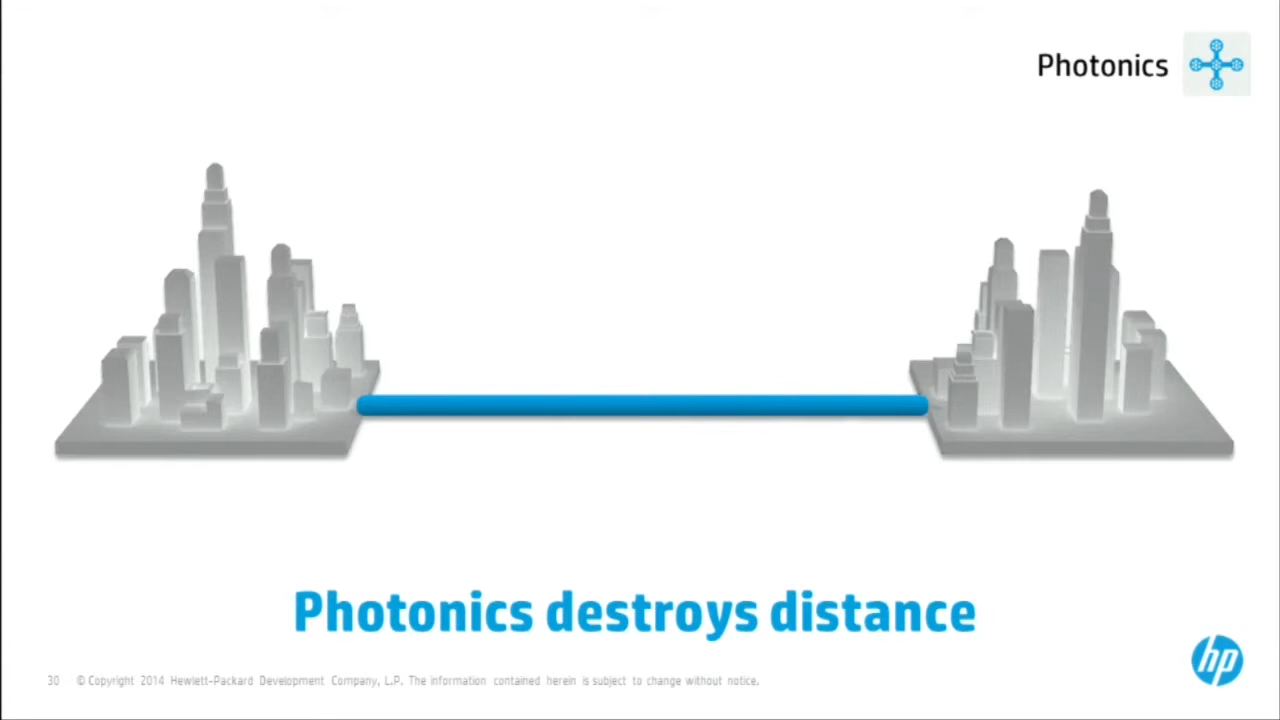 Photonics
Photonics destroys distance
hp
30 © Copyright 2014 Hewlett-Packard Development Company, L.P. The information contained herein is subject to change without notice.